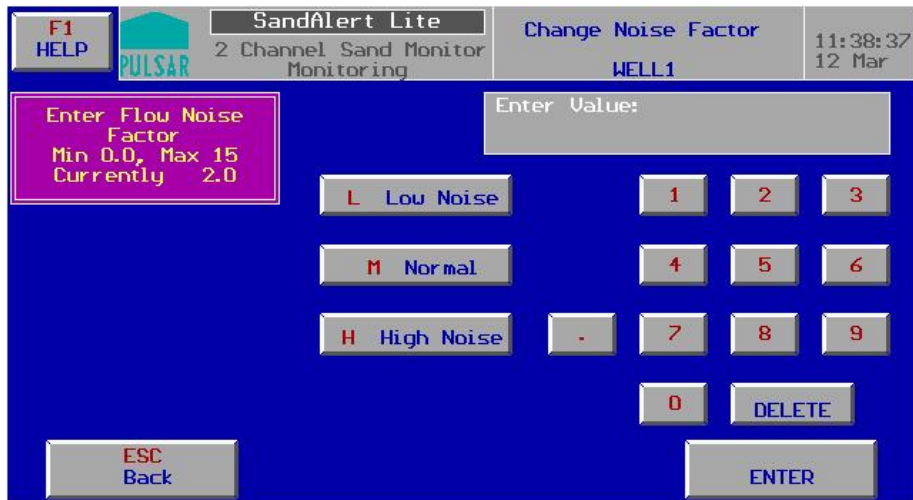 F1
HELP
PULSAR
SandAlert Lite
2 Channel Sand Monitor
Monitoring
Change Noise Factor
WELL1
11:38:37
12 Mar
Enter Flow Noise
Factor
Min 0.0, Max 15
Currently 2.0
Enter Value:
L Low Noise
1 2 3
M Normal
4 5 6
H High Noise
. 7 8 9
0 DELETE
ESC
Back
ENTER